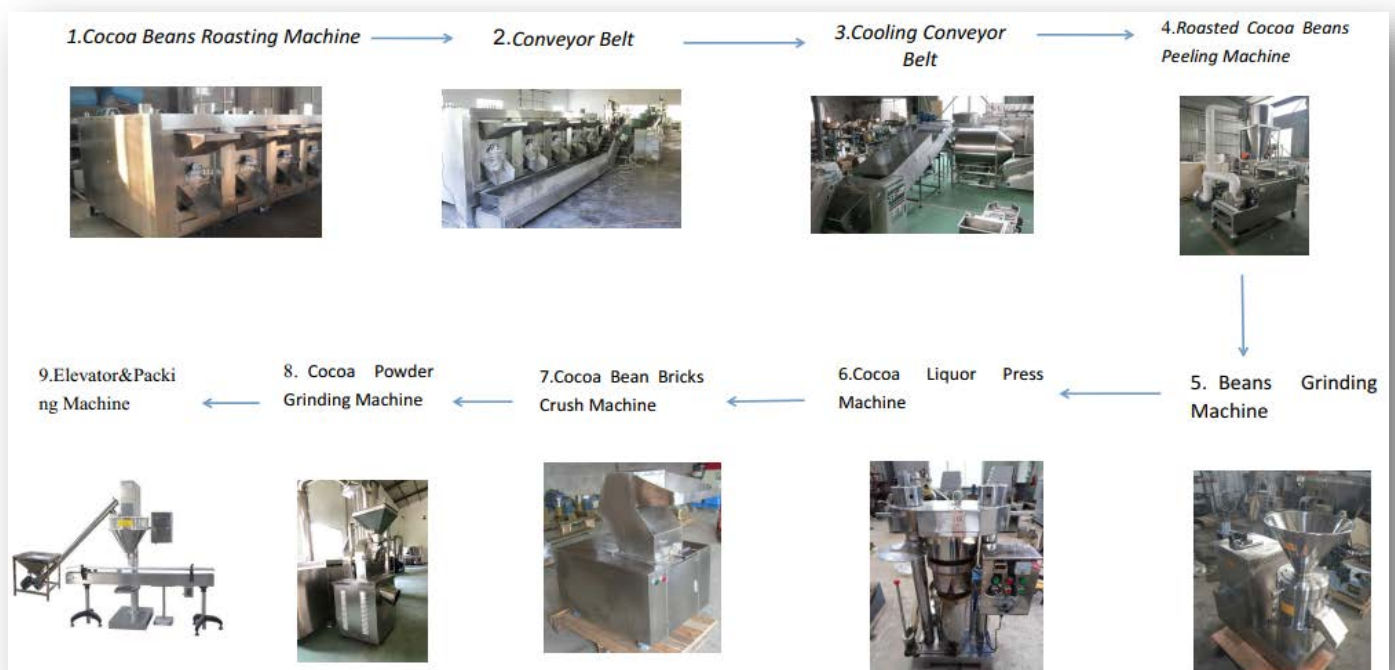 1.Cocoa Beans Roasting Machine
2.Conveyor Belt
3.Cooling Conveyor
Belt
4.Roasted Cocoa Beans
Peeling Machine
9.Elevator&Packi
ng Machine
8. Cocoa Powder
Grinding Machine
7.Cocoa Bean Bricks
Crush Machine
6.Cocoa Liquor Press
Machine
5. Beans Grinding
Machine